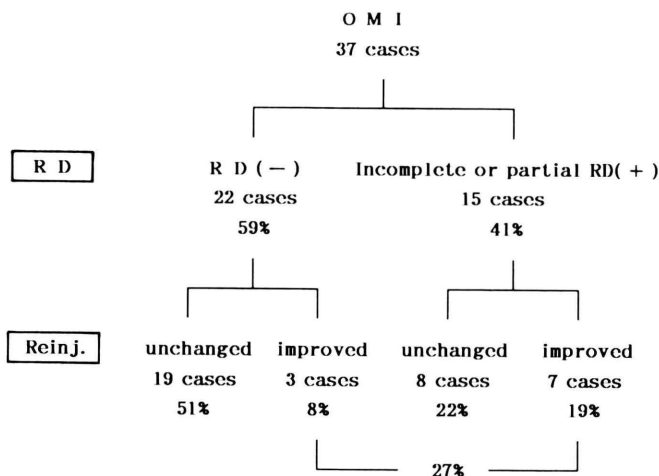 O M I
37 cases
R D
R D ( − )
Incomplete or partial RD( + )
22 cases
15 cases
59%
41%
Reinj.
unchanged
improved
unchanged
improved
19 cases
3 cases
8 cases
7 cases
51%
8%
22%
19%
27%